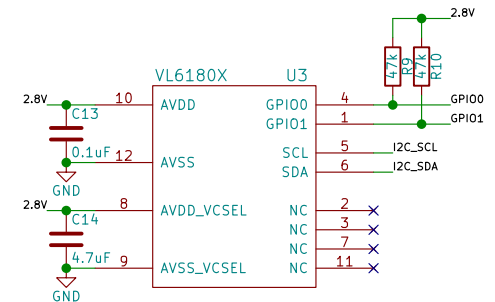 2.8V
47k
R9
47k
R10
VL6180X
U3
2.8V
10
AVDD
GPIO0
4
GPIO0
C13
GPIO1
1
GPIO1
0.1uF
12
AVSS
SCL
5
I2C_SCL
SDA
6
I2C_SDA
GND
2.8V
8
AVDD_VCSEL
NC
2
C14
NC
3
4.7uF
NC
7
9
AVSS_VCSEL
NC
11
GND